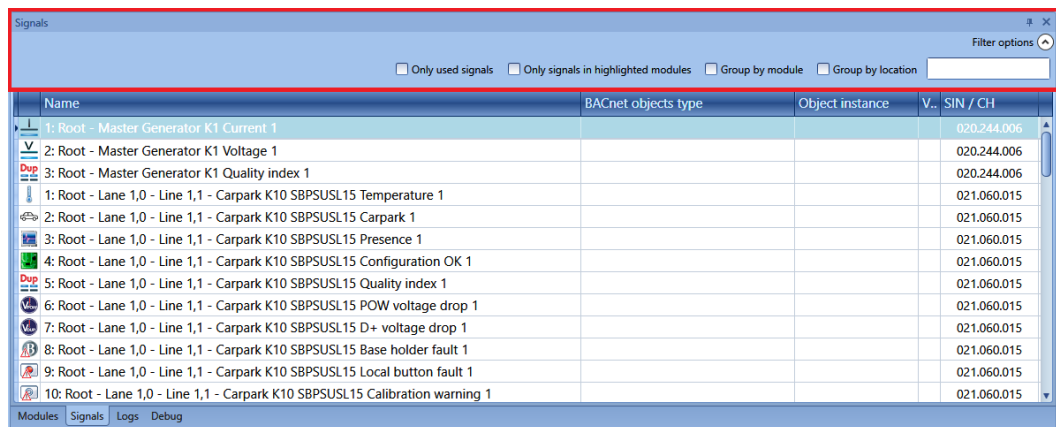 Signals
Filter options
Only used signals Only signals in highlighted modules Group by module Group by location
Name BACnet objects type Object instance V.. SIN / CH
1: Root - Master Generator K1 Current 1 020.244.006
V 2: Root - Master Generator K1 Voltage 1 020.244.006
Dup 3: Root - Master Generator K1 Quality index 1 020.244.006
1: Root - Lane 1,0 - Line 1,1 - Carpark K10 SBPSUSL15 Temperature 1 021.060.015
2: Root - Lane 1,0 - Line 1,1 - Carpark K10 SBPSUSL15 Carpark 1 021.060.015
3: Root - Lane 1,0 - Line 1,1 - Carpark K10 SBPSUSL15 Presence 1 021.060.015
4: Root - Lane 1,0 - Line 1,1 - Carpark K10 SBPSUSL15 Configuration OK 1 021.060.015
Dup 5: Root - Lane 1,0 - Line 1,1 - Carpark K10 SBPSUSL15 Quality index 1 021.060.015
6: Root - Lane 1,0 - Line 1,1 - Carpark K10 SBPSUSL15 POW voltage drop 1 021.060.015
7: Root - Lane 1,0 - Line 1,1 - Carpark K10 SBPSUSL15 D+ voltage drop 1 021.060.015
8: Root - Lane 1,0 - Line 1,1 - Carpark K10 SBPSUSL15 Base holder fault 1 021.060.015
9: Root - Lane 1,0 - Line 1,1 - Carpark K10 SBPSUSL15 Local button fault 1 021.060.015
10: Root - Lane 1,0 - Line 1,1 - Carpark K10 SBPSUSL15 Calibration warning 1 021.060.015
Modules Signals Logs Debug